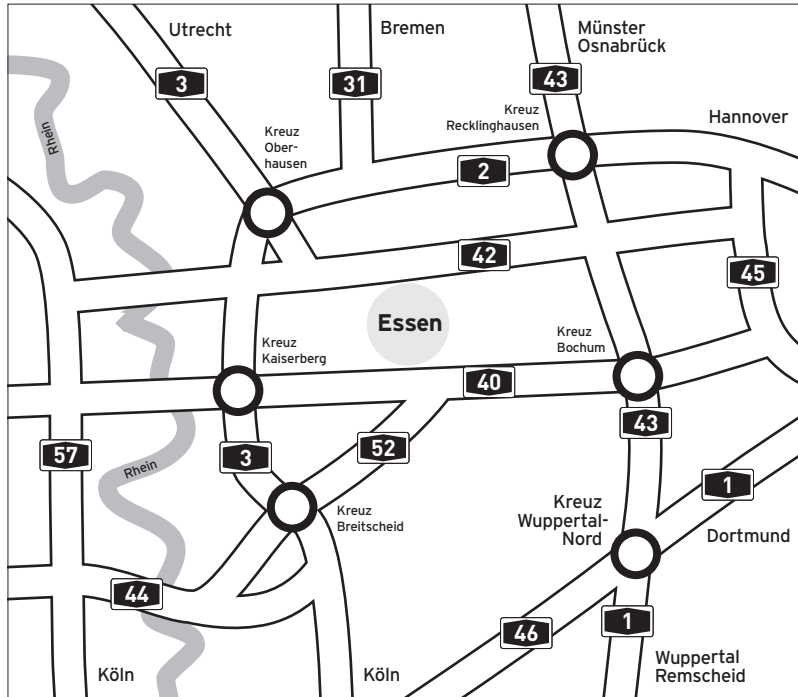 Utrecht
Bremen
Münster
Osnabrück
3
31
43
Kreuz
Recklinghausen
Hannover
Rhein
Kreuz
Ober-
hausen
2
42
45
Essen
Kreuz
Kaiserberg
Kreuz
Bochum
40
43
57
3
52
Rhein
1
Kreuz
Breitscheid
Kreuz
Wuppertal-
Nord
Dortmund
44
46
1
Köln
Köln
Wuppertal
Remscheid